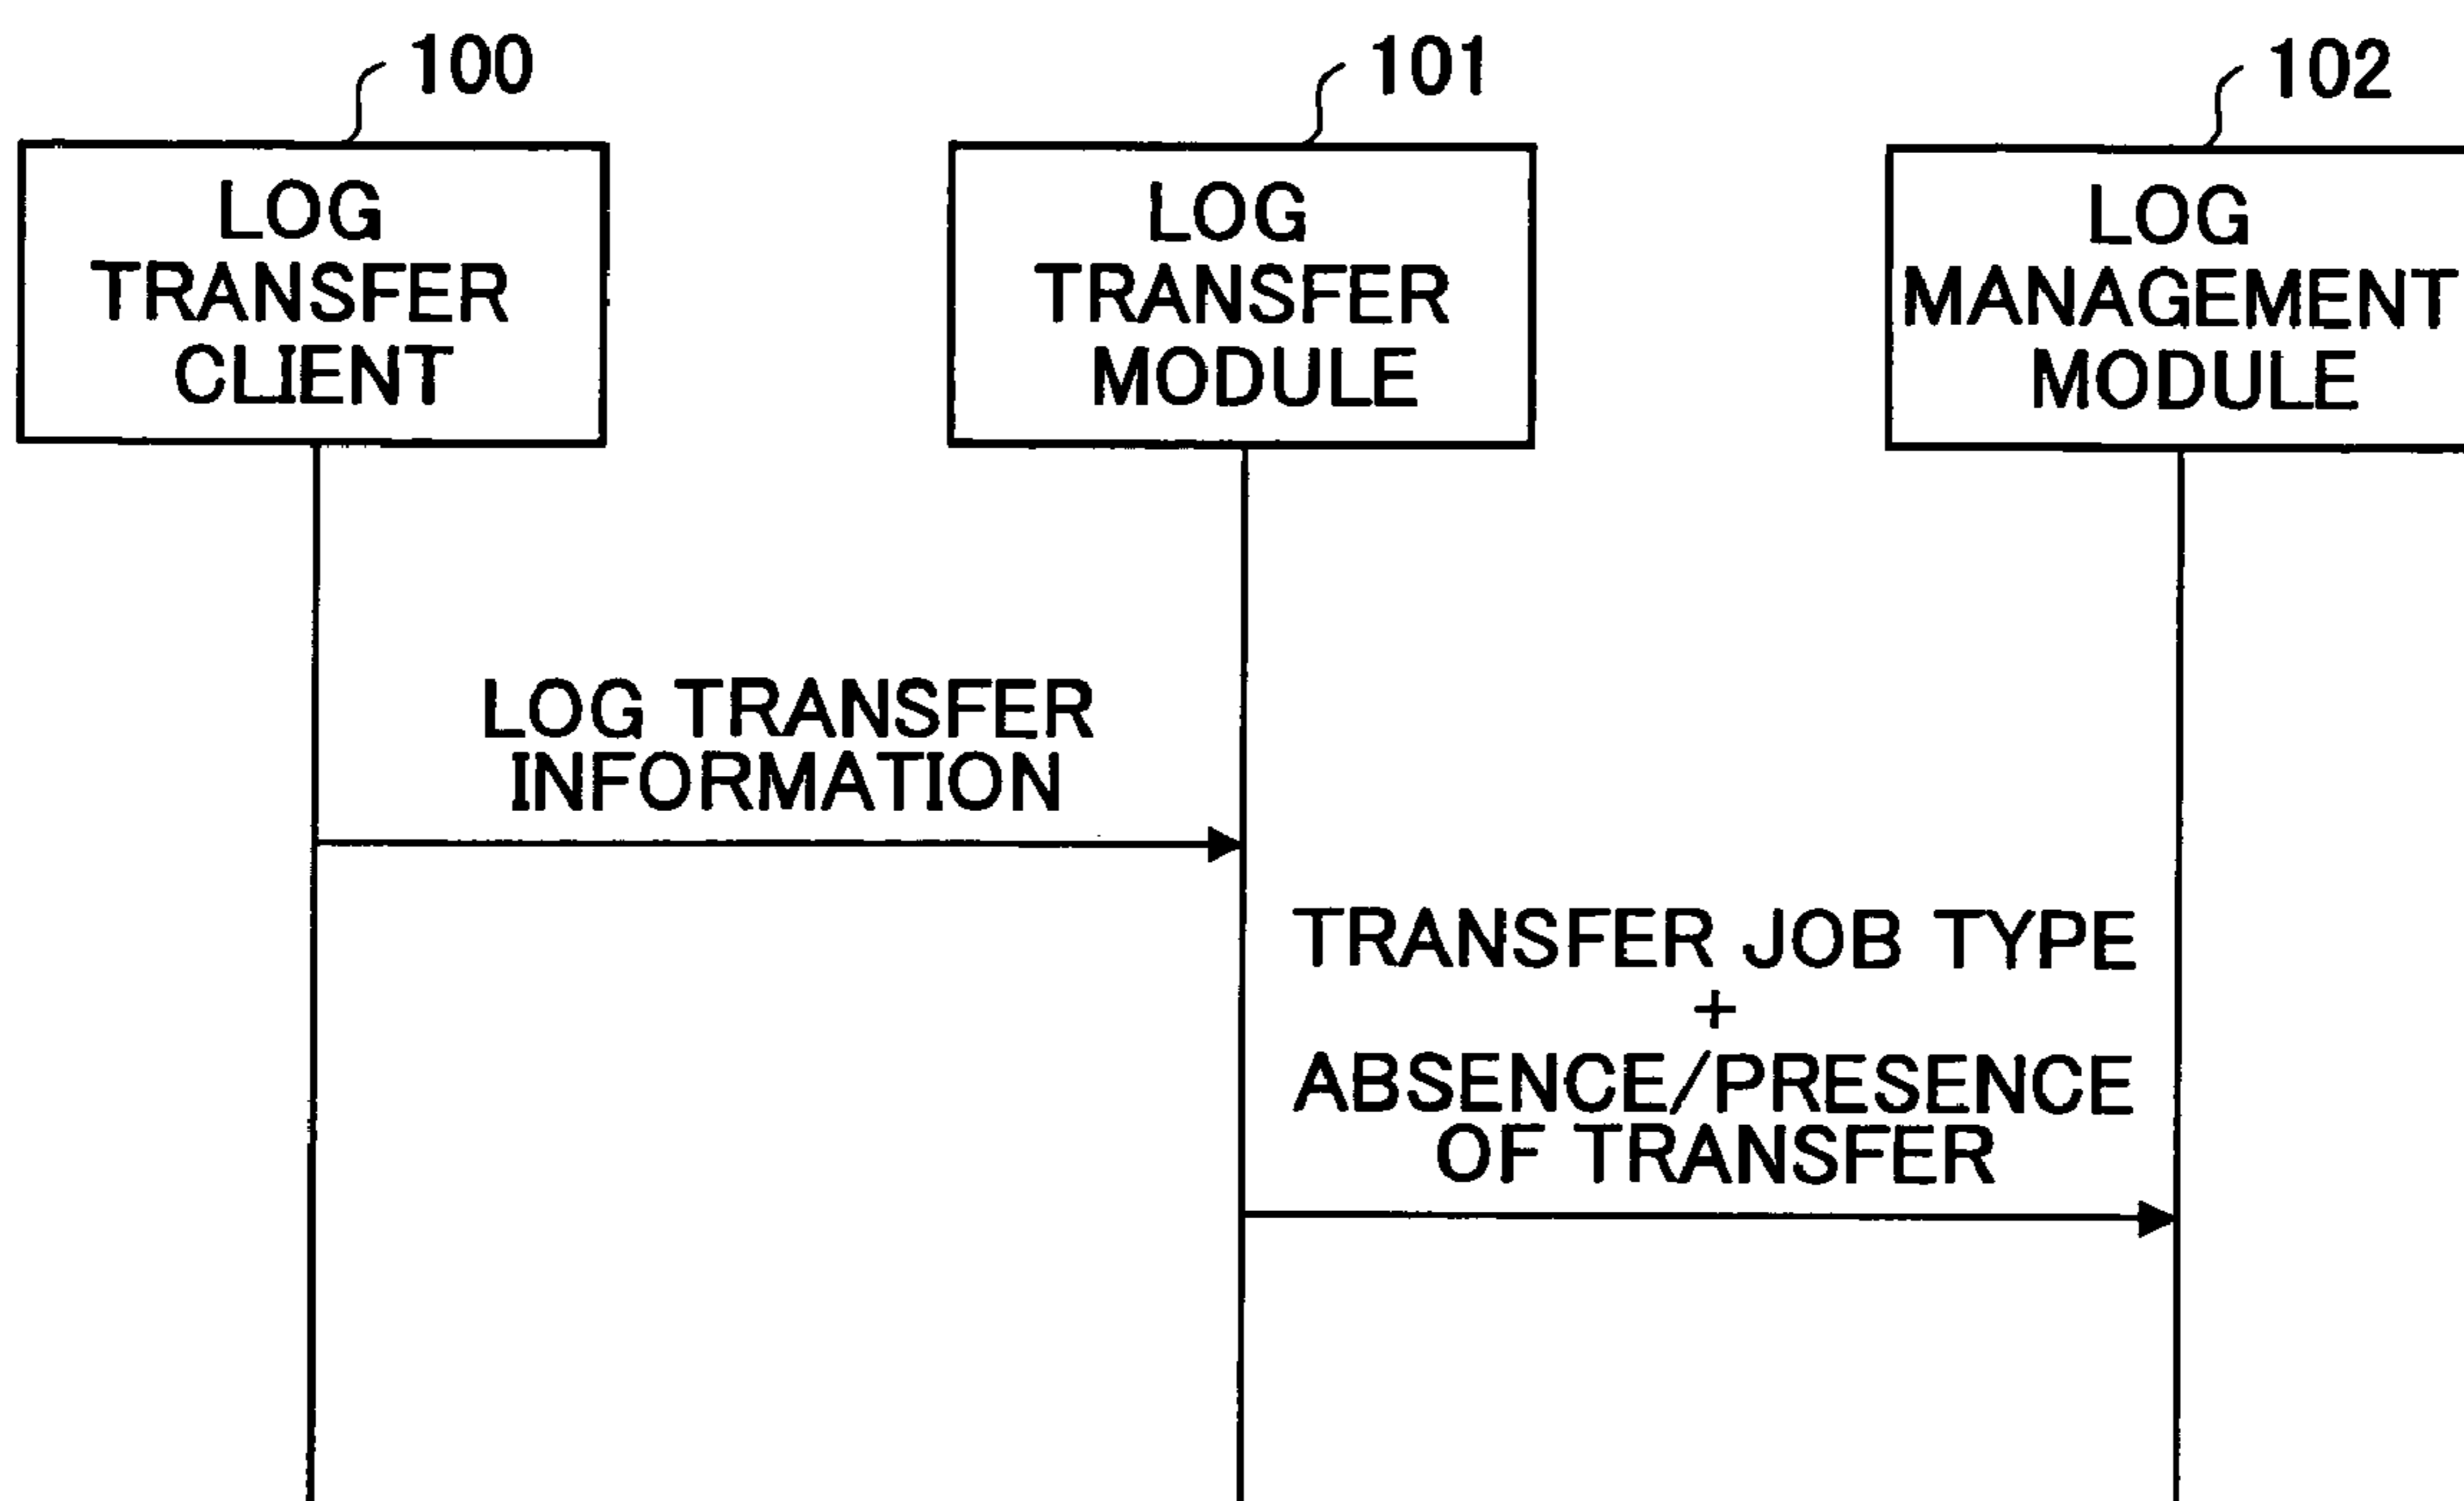 100
101
102
LOG
TRANSFER
CLIENT
LOG
TRANSFER
MODULE
LOG
MANAGEMENT
MODULE
LOG TRANSFER
INFORMATION
TRANSFER JOB TYPE
+
ABSENCE/PRESENCE
OF TRANSFER